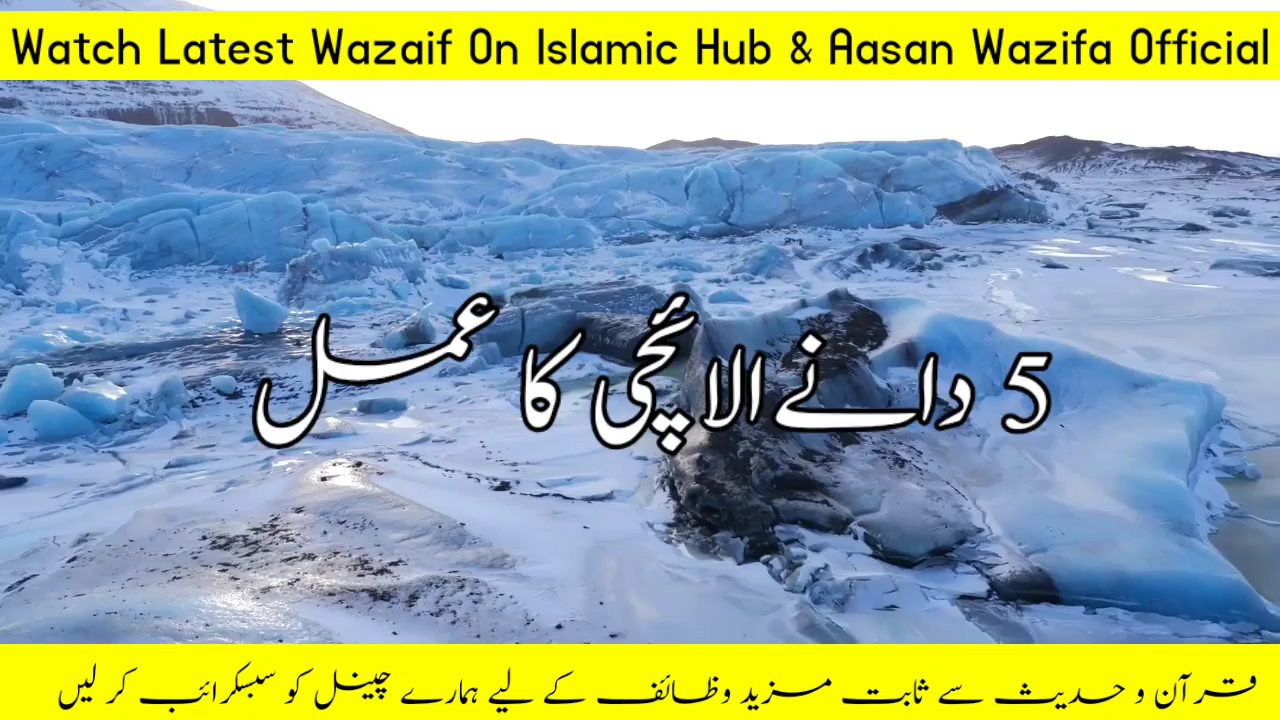 Watch Latest Wazaif On Islamic Hub & Aasan Wazifa Official
5 دانے الائچی کا عمل
قرآن و حدیث سے ثابت مزید وظائف کے لیے ہمارے چینل کو سبسکرائب کر لیں